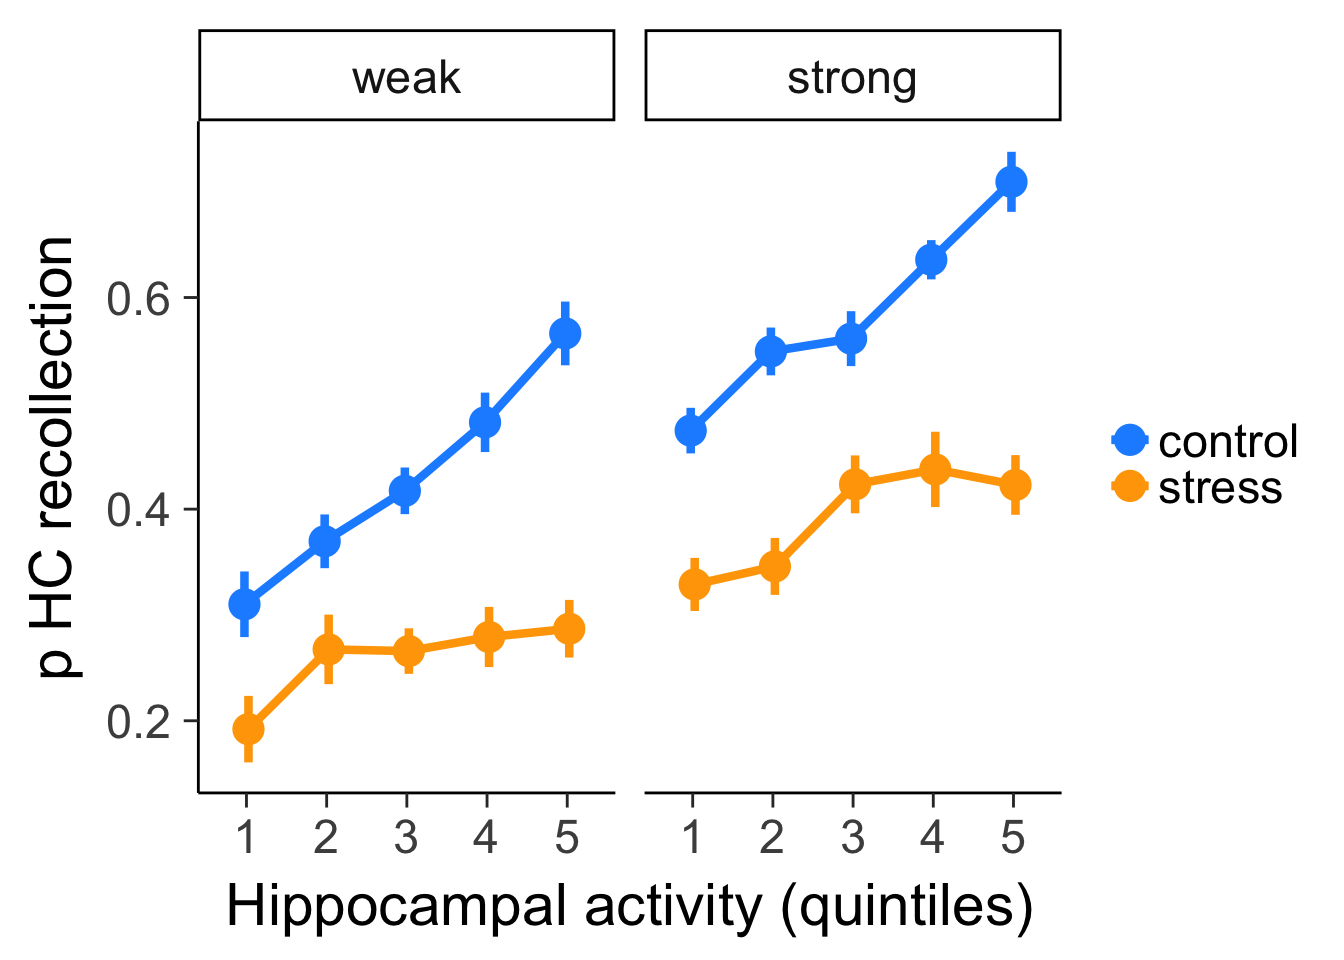 weak
strong
p HC recollection
0.6
0.4
0.2
control
stress
1 2 3 4 5
1 2 3 4 5
Hippocampal activity (quintiles)